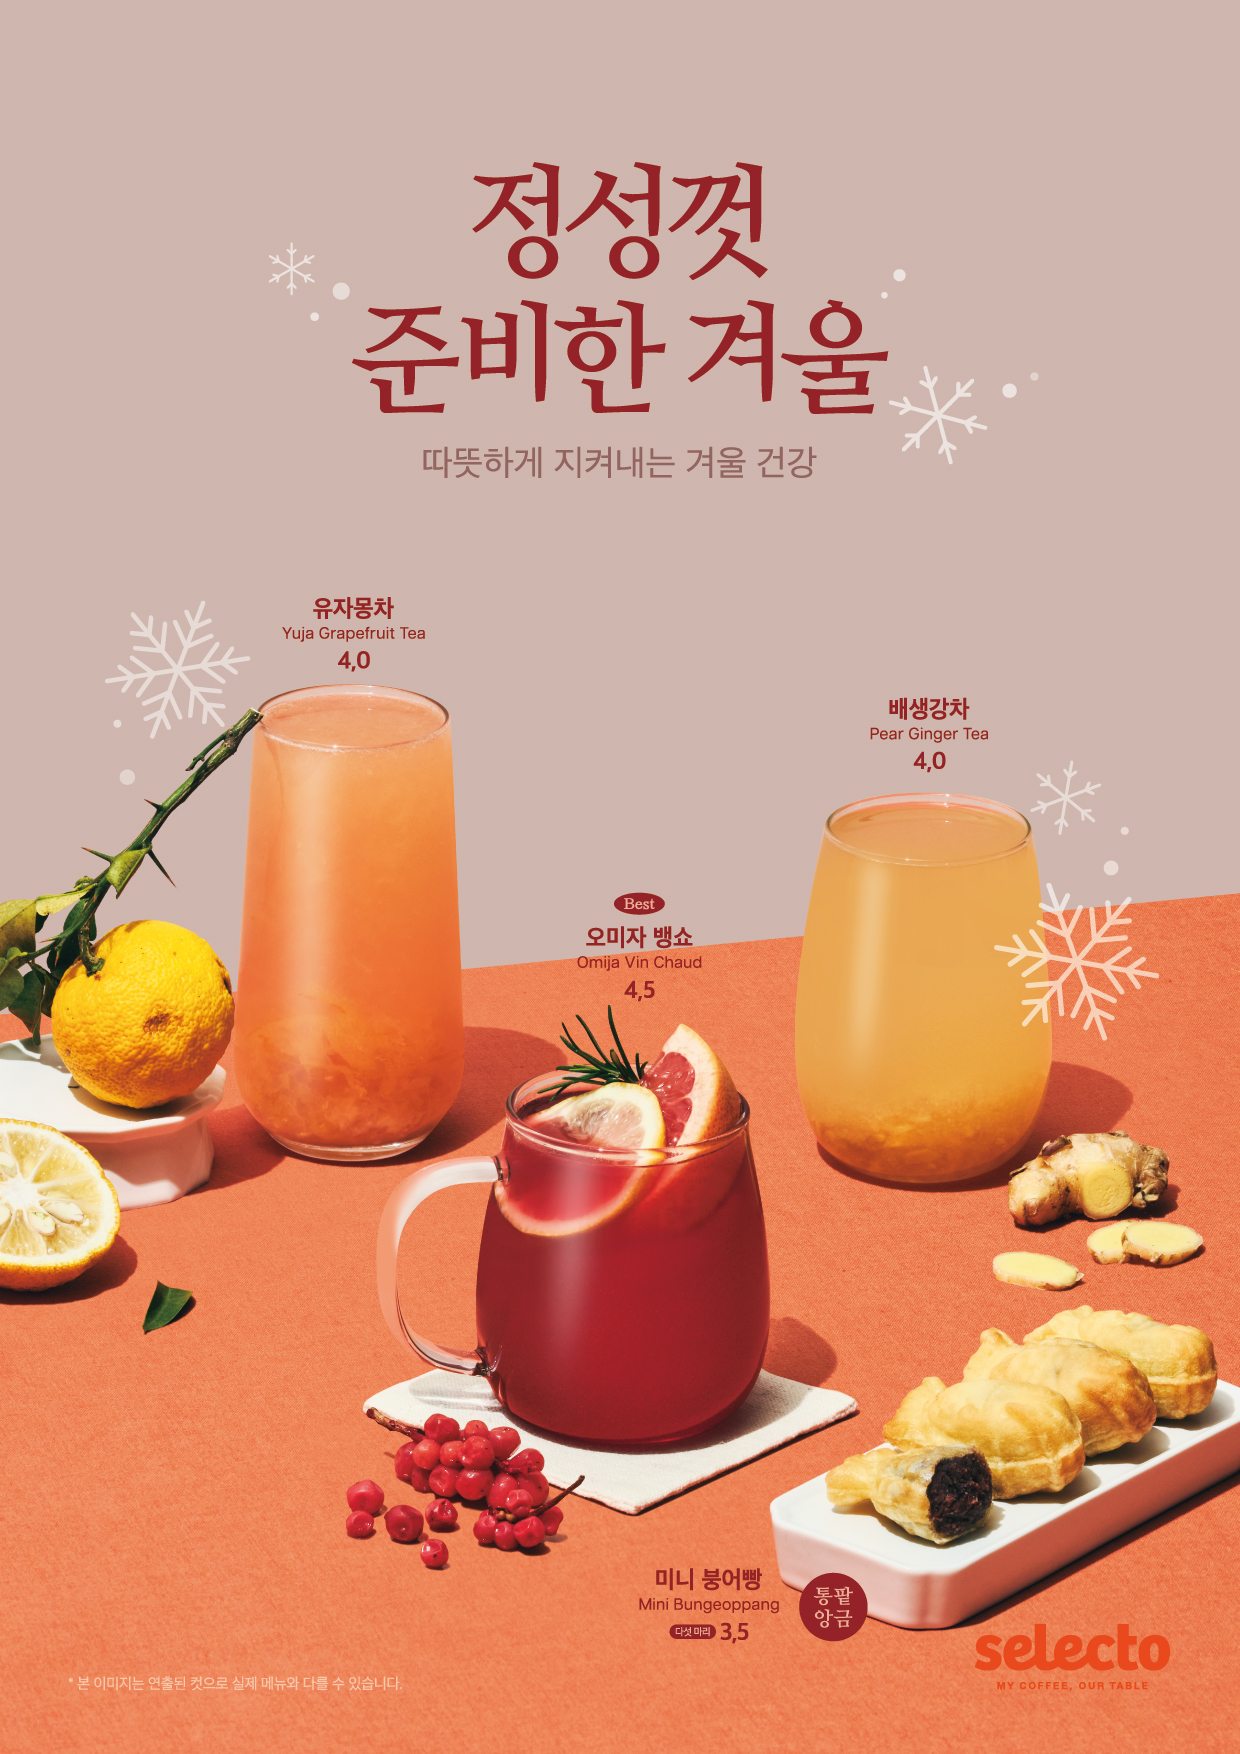 정성껏
준비한 겨울
따뜻하게 지켜내는 겨울 건강
유자몽차
Yuja Grapefruit Tea
4,0
배생강차
Pear Ginger Tea
4,0
Best
오미자 뱅쇼
Omija Vin Chaud
4,5
미니 붕어빵
Mini Bungeoppang
다섯 마리 3,5
통팥
앙금
selecto
MY COFFEE, OUR TABLE
* 본 이미지는 연출된 컷으로 실제 메뉴와 다를 수 있습니다.